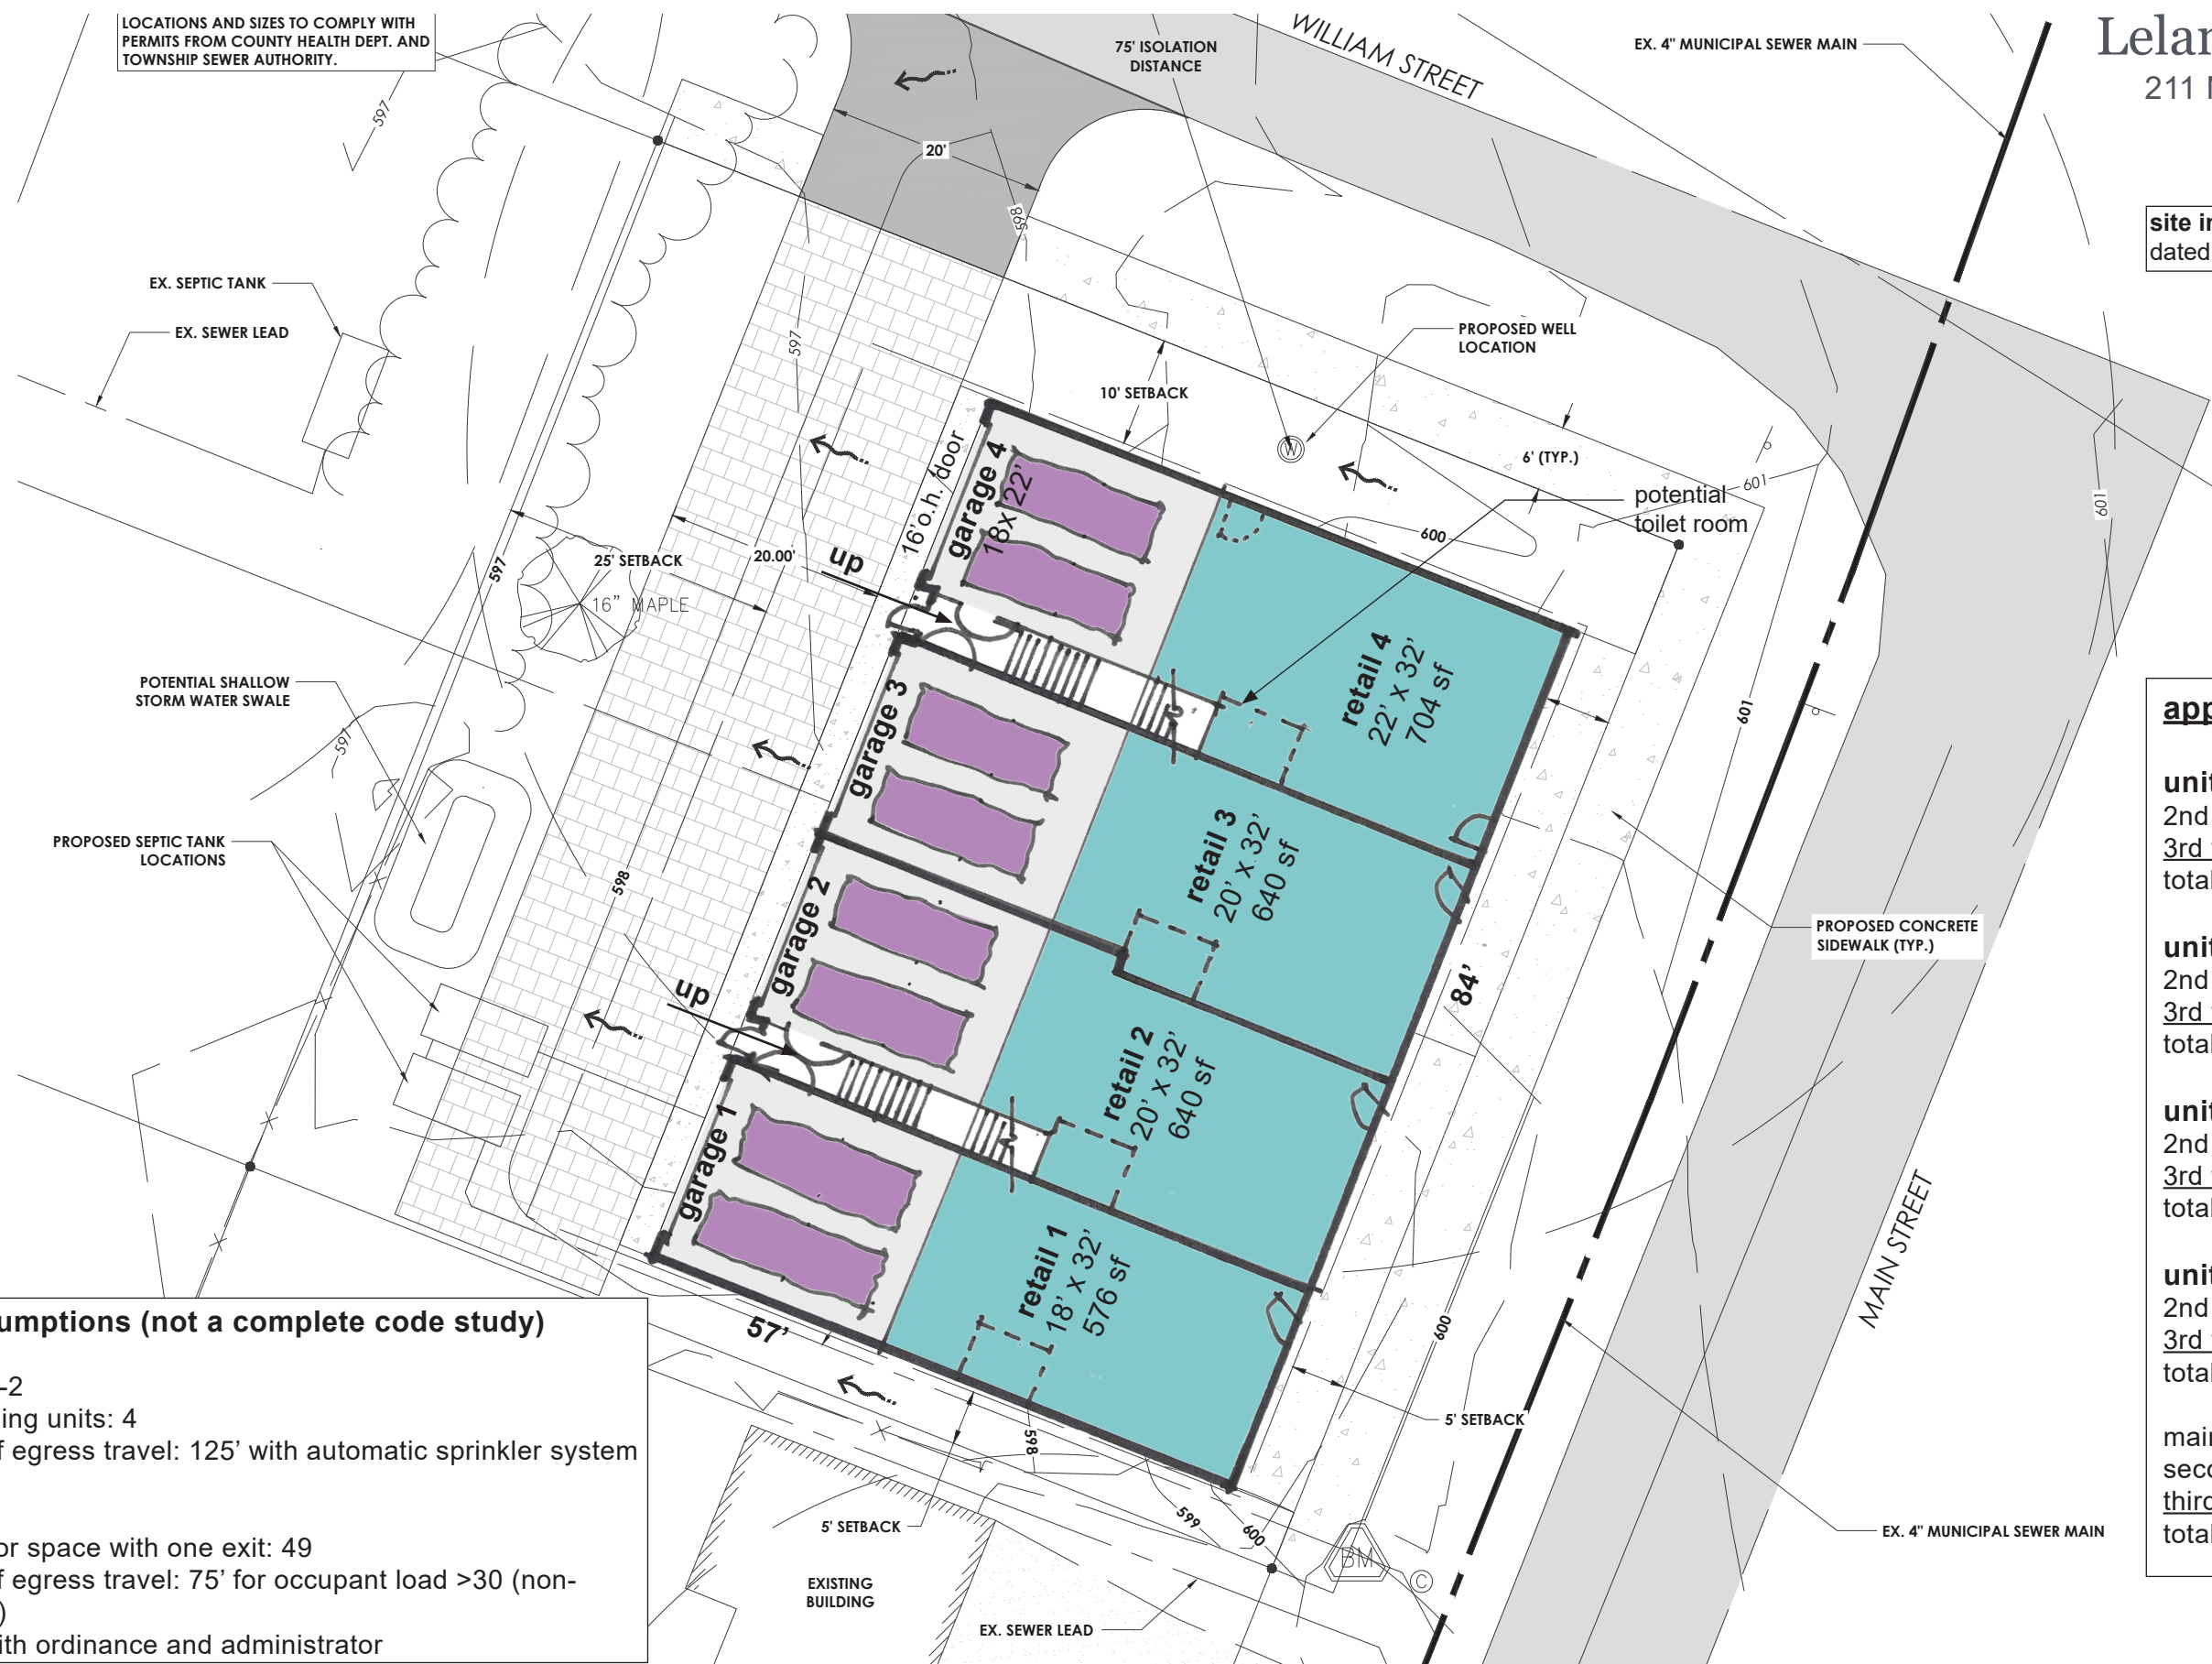 LOCATIONS AND SIZES TO COMPLY WITH
PERMITS FROM COUNTY HEALTH DEPT. AND
TOWNSHIP SEWER AUTHORITY.
WILLIAM STREET
75' ISOLATION
DISTANCE
EX. 4" MUNICIPAL SEWER MAIN
Lelan
211
site
dated
597
20'
598
EX. SEPTIC TANK
EX. SEWER LEAD
597
PROPOSED WELL
LOCATION
10' SETBACK
W
6' (TYP.)
601
601
potential
toilet room
600
16' o.h. door
garage 4
18x 22'
597
25' SETBACK
20.00'
up
16" MAPLE
retail 4
22' x 32'
704 sf
POTENTIAL SHALLOW
STORM WATER SWALE
597
garage 3
601
retail 3
20' x 32'
640 sf
PROPOSED SEPTIC TANK
LOCATIONS
598
garage 2
PROPOSED CONCRETE
SIDEWALK (TYP.)
84'
up
retail 2
20' x 32'
640 sf
garage 1
MAIN STREET
retail 1
18' x 32'
576 sf
57'
600
5' SETBACK
598
5' SETBACK
599
600
BM
C
EX. 4" MUNICIPAL SEWER MAIN
EXISTING
BUILDING
EX. SEWER LEAD
umptions (not a complete code study)
-2
ing units: 4
f egress travel: 125' with automatic sprinkler system
or space with one exit: 49
f egress travel: 75' for occupant load >30 (non-
)
ith ordinance and administrator
app
unit
2nd
3rd
total
unit
2nd
3rd
total
unit
2nd
3rd
total
unit
2nd
3rd
total
main
seco
third
total